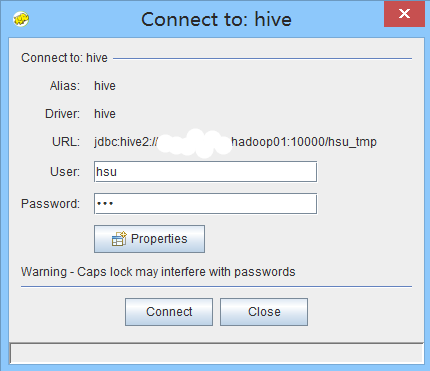 Connect to: hive
Connect to: hive
Alias: hive
Driver: hive
URL: jdbc:hive2:// hadoop01:10000/hsu_tmp
User: hsu
Password: •••
Properties
Warning - Caps lock may interfere with passwords
Connect Close